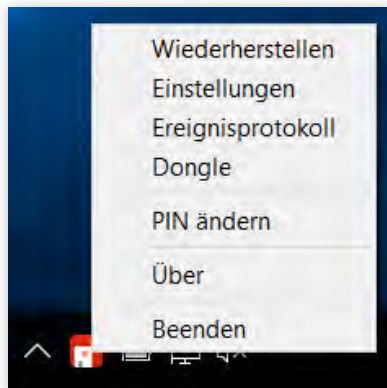 Wiederherstellen
Einstellungen
Ereignisprotokoll
Dongle
PIN ändern
Über
Beenden